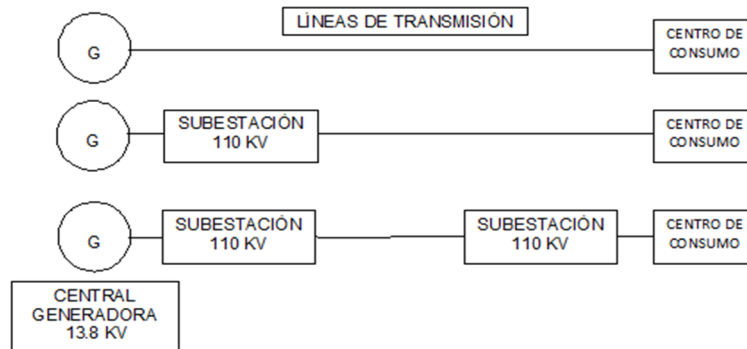 LÍNEAS DE TRANSMISIÓN
G
CENTRO DE
CONSUMO
G
SUBESTACIÓN
110 KV
CENTRO DE
CONSUMO
G
SUBESTACIÓN
110 KV
SUBESTACIÓN
110 KV
CENTRO DE
CONSUMO
CENTRAL
GENERADORA
13.8 KV